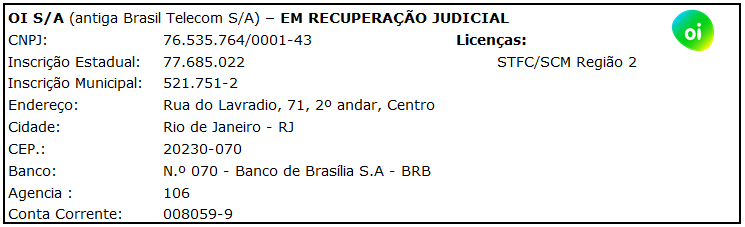 OI S/A (antiga Brasil Telecom S/A) – EM RECUPERAÇÃO JUDICIAL
oi
CNPJ: 76.535.764/0001-43 Licenças:
Inscrição Estadual: 77.685.022 STFC/SCM Região 2
Inscrição Municipal: 521.751-2
Endereço: Rua do Lavradio, 71, 2º andar, Centro
Cidade: Rio de Janeiro - RJ
CEP.: 20230-070
Banco: N.º 070 - Banco de Brasília S.A - BRB
Agencia : 106
Conta Corrente: 008059-9